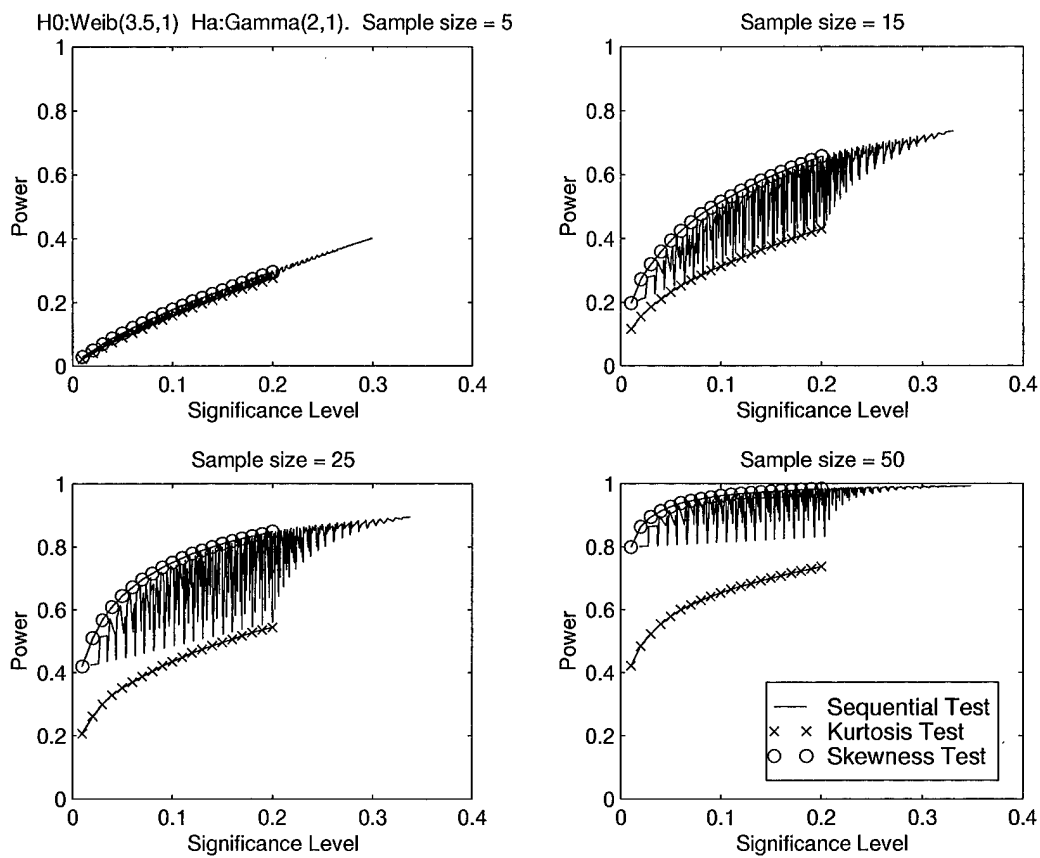 H0:Weib(3.5,1) Ha:Gamma(2,1). Sample size = 5
1
0.8
0.6
0.4
0.2
0
Power
0
0.1
0.2
0.3
0.4
Significance Level
Sample size = 15
1
0.8
0.6
0.4
0.2
0
Power
0
0.1
0.2
0.3
0.4
Significance Level
Sample size = 25
1
0.8
0.6
0.4
0.2
0
Power
0
0.1
0.2
0.3
0.4
Significance Level
Sample size = 50
1
0.8
0.6
0.4
0.2
0
Power
0
0.1
0.2
0.3
0.4
Significance Level
Sequential Test
Kurtosis Test
Skewness Test